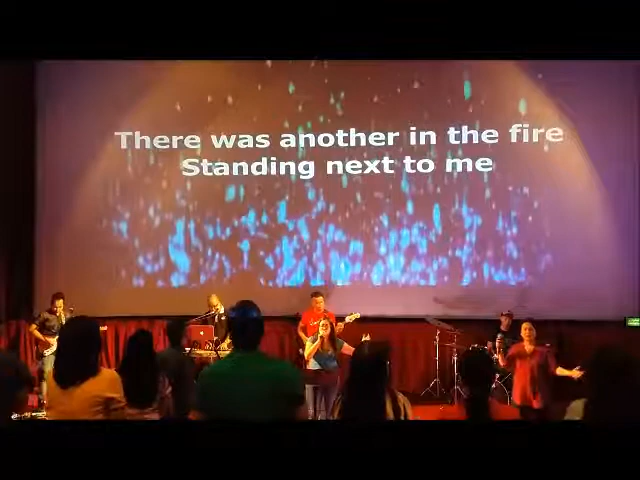 There was another in the fire
Standing next to me